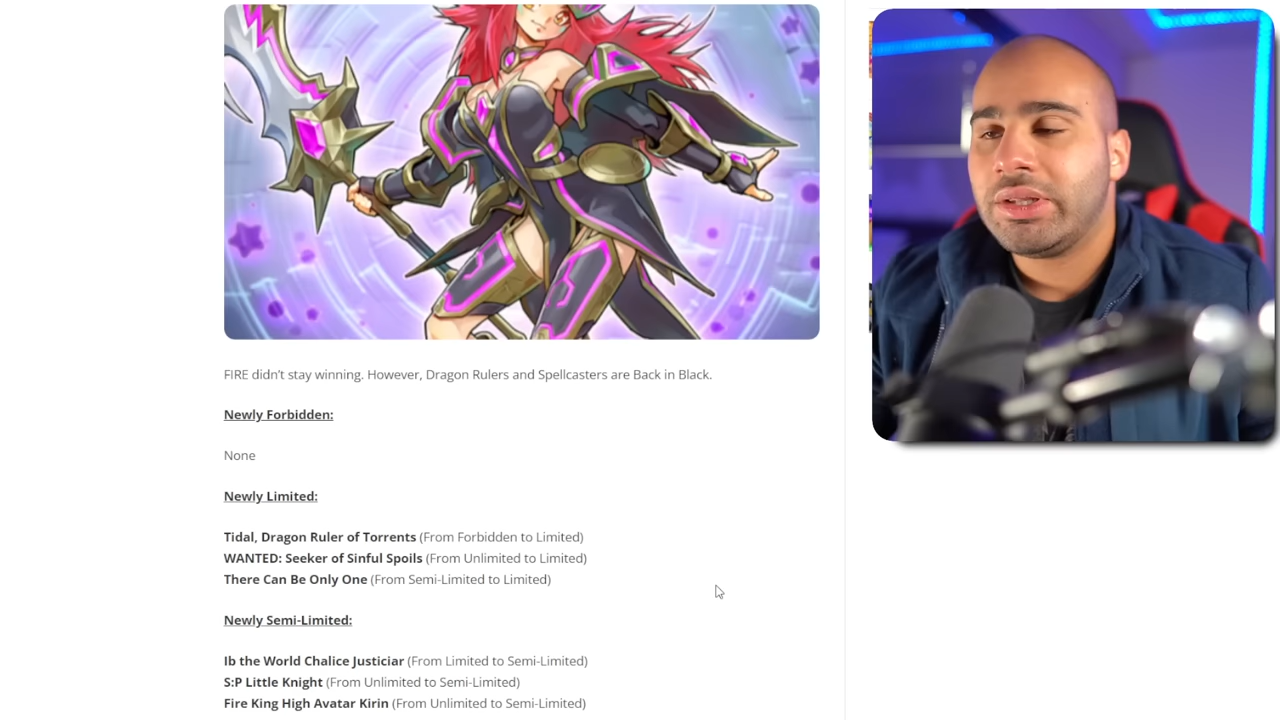 FIRE didn't stay winning. However, Dragon Rulers and Spellcasters are Back in Black.
Newly Forbidden:
None
Newly Limited:
Tidal, Dragon Ruler of Torrents (From Forbidden to Limited)
WANTED: Seeker of Sinful Spoils (From Unlimited to Limited)
There Can Be Only One (From Semi-Limited to Limited)
Newly Semi-Limited:
Ib the World Chalice Justiciar (From Limited to Semi-Limited)
S:P Little Knight (From Unlimited to Semi-Limited)
Fire King High Avatar Kirin (From Unlimited to Semi-Limited)